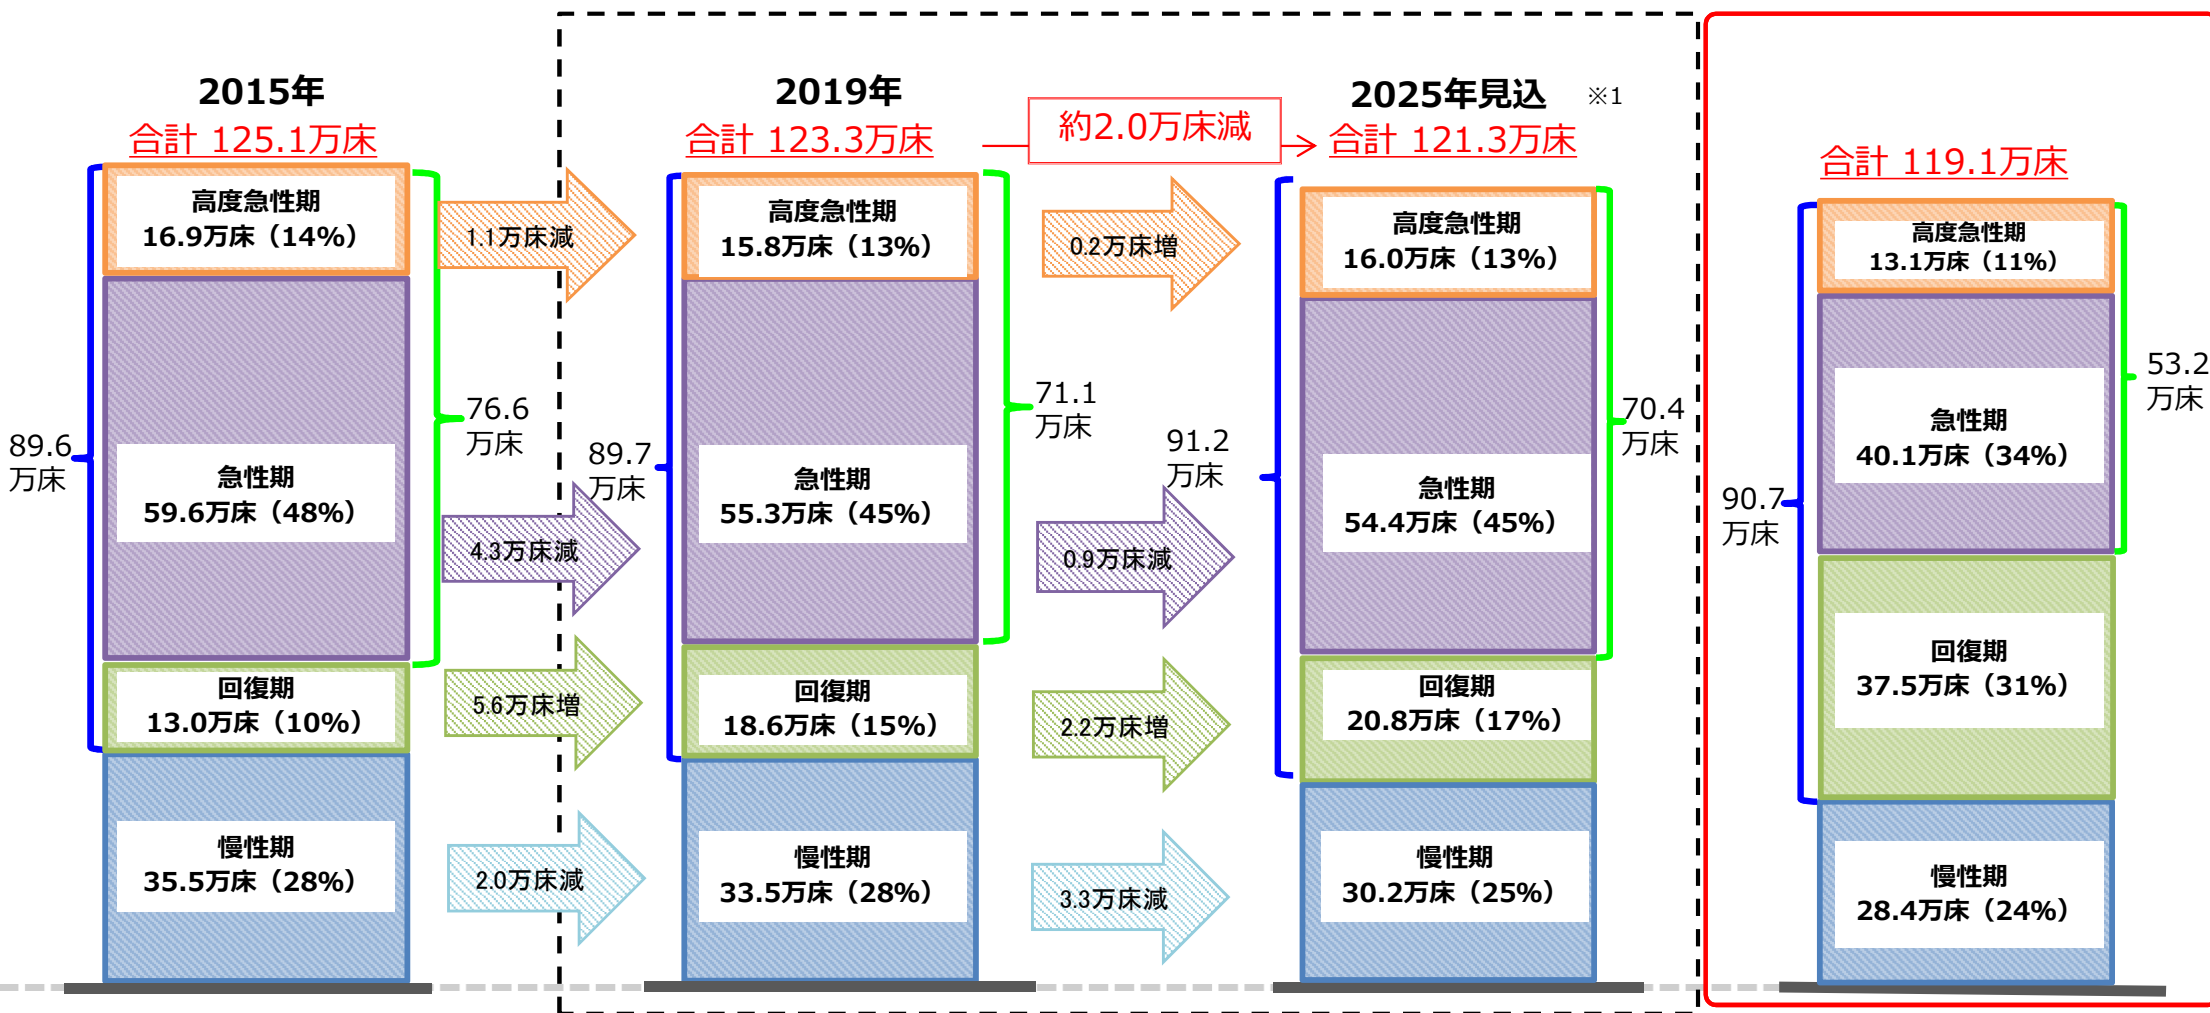 2015年
合計 125.1万床
高度急性期
16.9万床（14%）
急性期
59.6万床（48%）
回復期
13.0万床（10%）
慢性期
35.5万床（28%）
89.6
万床
76.6
万床
1.1万床減
4.3万床減
5.6万床増
2.0万床減
2019年
合計 123.3万床
高度急性期
15.8万床（13%）
急性期
55.3万床（45%）
回復期
18.6万床（15%）
慢性期
33.5万床（28%）
89.7
万床
71.1
万床
約2.0万床減
0.2万床増
0.9万床減
2.2万床増
3.3万床減
2025年見込 ※1
合計 121.3万床
高度急性期
16.0万床（13%）
急性期
54.4万床（45%）
回復期
20.8万床（17%）
慢性期
30.2万床（25%）
91.2
万床
70.4
万床
合計 119.1万床
高度急性期
13.1万床（11%）
急性期
40.1万床（34%）
回復期
37.5万床（31%）
慢性期
28.4万床（24%）
90.7
万床
53.2
万床